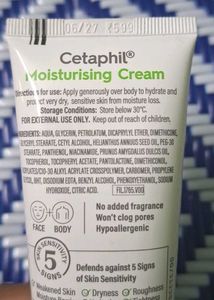 06/27 ₹599
Cetaphil®
Moisturising Cream
Directions for use: Apply generously over body to hydrate and
protect very dry, sensitive skin from moisture loss.
Storage: Store below 30°C.
FOR EXTERNAL USE ONLY. Keep out of reach of children.
INGREDIENTS: AQUA, GLYCERIN, PETROLATUM, DICAPRYLYL ETHER, DIMETHICONE,
GLYCERYL STEARATE, CETYL ALCOHOL, HELIANTHUS ANNUUS SEED OIL, PEG-30
STEARATE, PANTHENOL, NIACINAMIDE, PRUNUS AMYGDALUS DULCIS OIL,
TOCOPHEROL, TOCOPHERYL ACETATE, PANTOLACTONE, DIMETHICONOL,
ACRYLATES/C10-30 ALKYL ACRYLATE CROSSPOLYMER, CARBOMER, PROPYLENE
GLYCOL, DISODIUM EDTA, BENZYL ALCOHOL, PHENOXYETHANOL, SODIUM
HYDROXIDE, CITRIC ACID.
FACE
BODY
No added fragrance
Won't clog pores
Hypoallergenic
SKIN SENSITIVITY
5
SIGNS
Defends against 5 Signs
of Skin Sensitivity
Weakened Skin
Dryness
Roughness